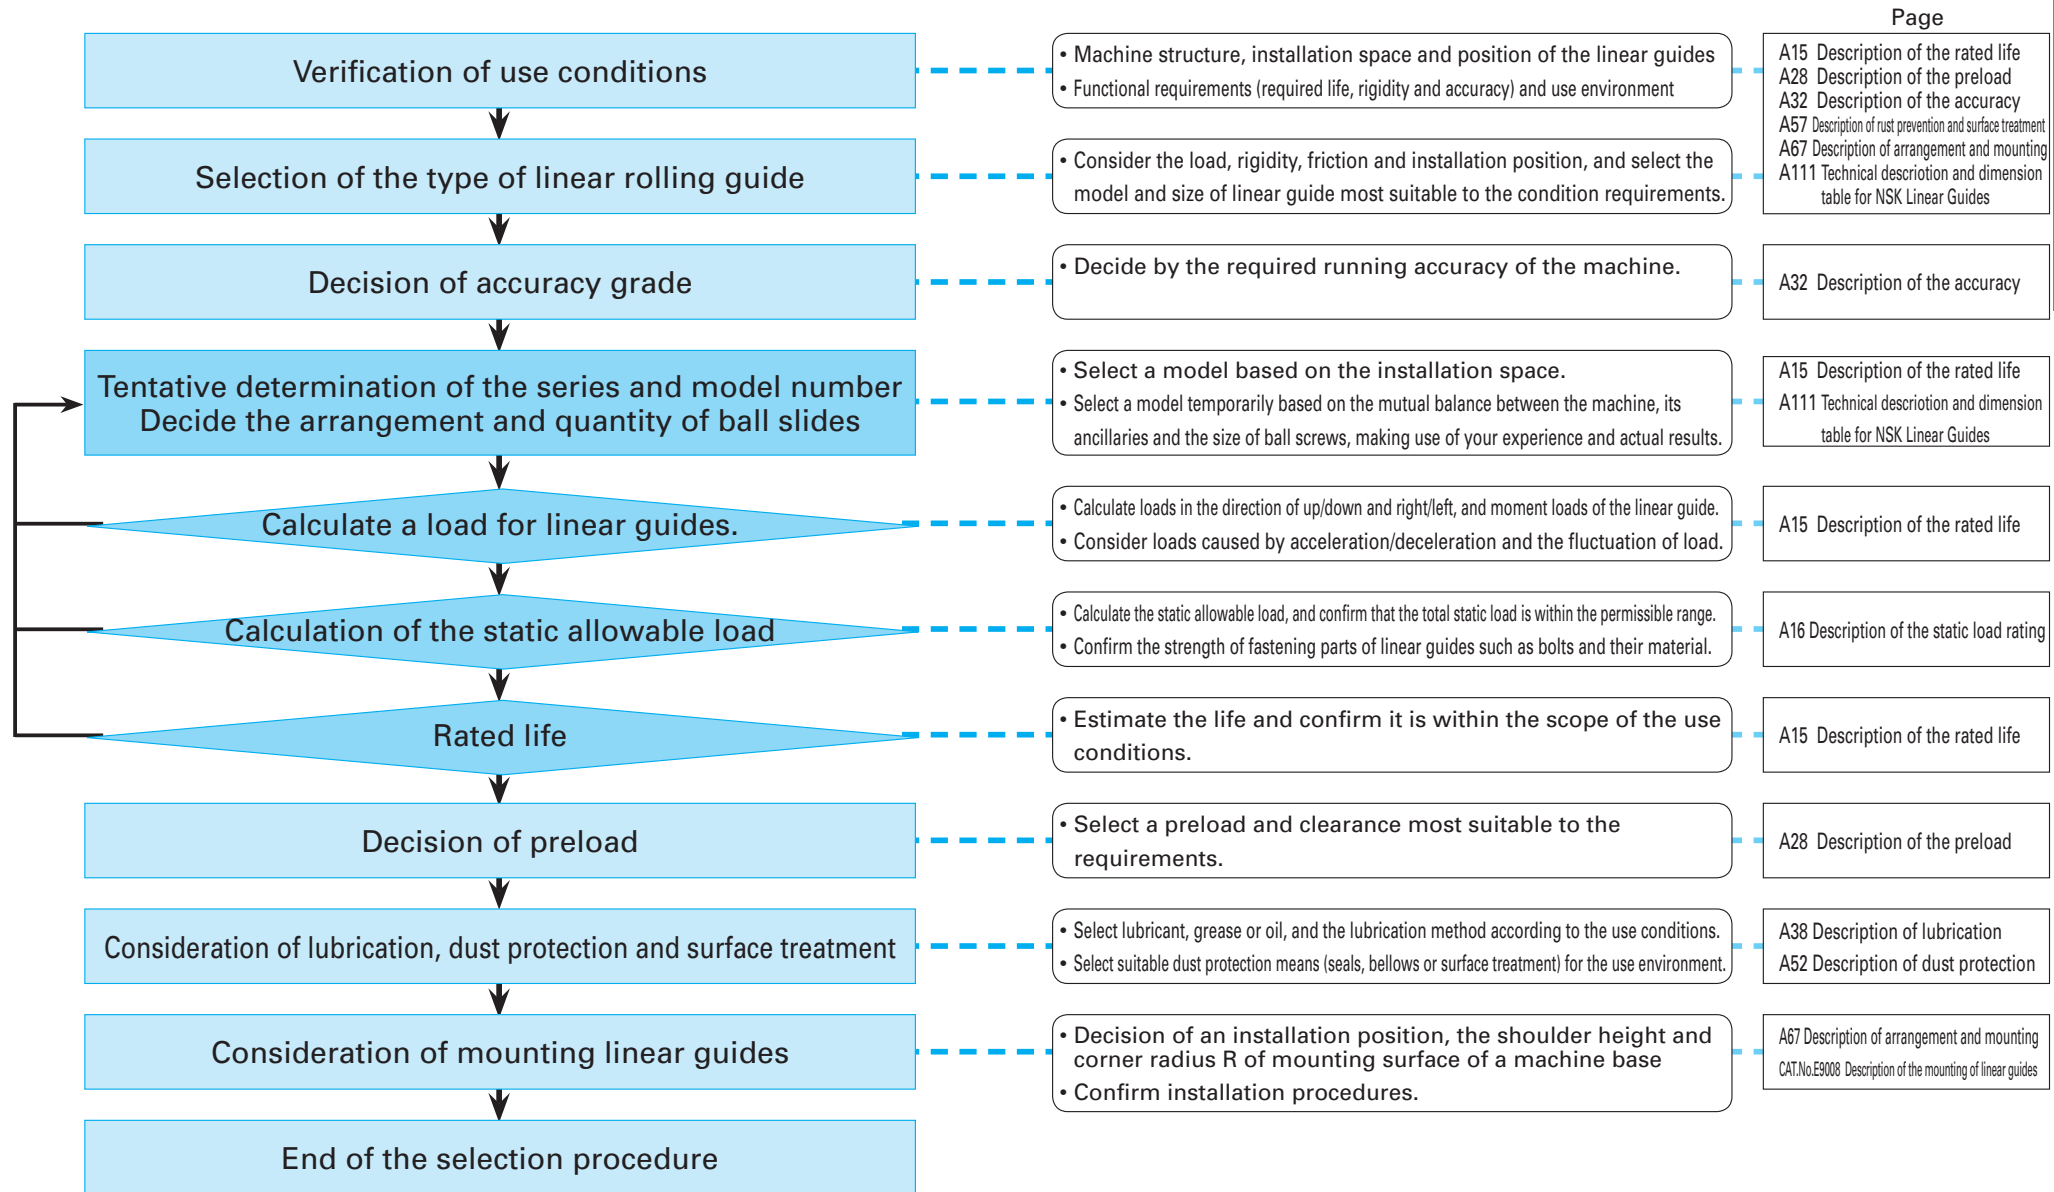 Page
Verification of use conditions
• Machine structure, installation space and position of the linear guides
• Functional requirements (required life, rigidity and accuracy) and use environment
A15 Description of the rated life
A28 Description of the preload
A32 Description of the accuracy
A57 Description of rust prevention and surface treatment
A67 Description of arrangement and mounting
A111 Technical descriotion and dimension
table for NSK Linear Guides
Selection of the type of linear rolling guide
• Consider the load, rigidity, friction and installation position, and select the
model and size of linear guide most suitable to the condition requirements.
Decision of accuracy grade
• Decide by the required running accuracy of the machine.
A32 Description of the accuracy
Tentative determination of the series and model number
Decide the arrangement and quantity of ball slides
• Select a model based on the installation space.
• Select a model temporarily based on the mutual balance between the machine, its
ancillaries and the size of ball screws, making use of your experience and actual results.
A15 Description of the rated life
A111 Technical descriotion and dimension
table for NSK Linear Guides
Calculate a load for linear guides.
• Calculate loads in the direction of up/down and right/left, and moment loads of the linear guide.
• Consider loads caused by acceleration/deceleration and the fluctuation of load.
A15 Description of the rated life
Calculation of the static allowable load
• Calculate the static allowable load, and confirm that the total static load is within the permissible range.
• Confirm the strength of fastening parts of linear guides such as bolts and their material.
A16 Description of the static load rating
Rated life
• Estimate the life and confirm it is within the scope of the use
conditions.
A15 Description of the rated life
Decision of preload
• Select a preload and clearance most suitable to the
requirements.
A28 Description of the preload
Consideration of lubrication, dust protection and surface treatment
• Select lubricant, grease or oil, and the lubrication method according to the use conditions.
• Select suitable dust protection means (seals, bellows or surface treatment) for the use environment.
A38 Description of lubrication
A52 Description of dust protection
Consideration of mounting linear guides
• Decision of an installation position, the shoulder height and
corner radius R of mounting surface of a machine base
• Confirm installation procedures.
A67 Description of arrangement and mounting
CAT.No.E9008 Description of the mounting of linear guides
End of the selection procedure